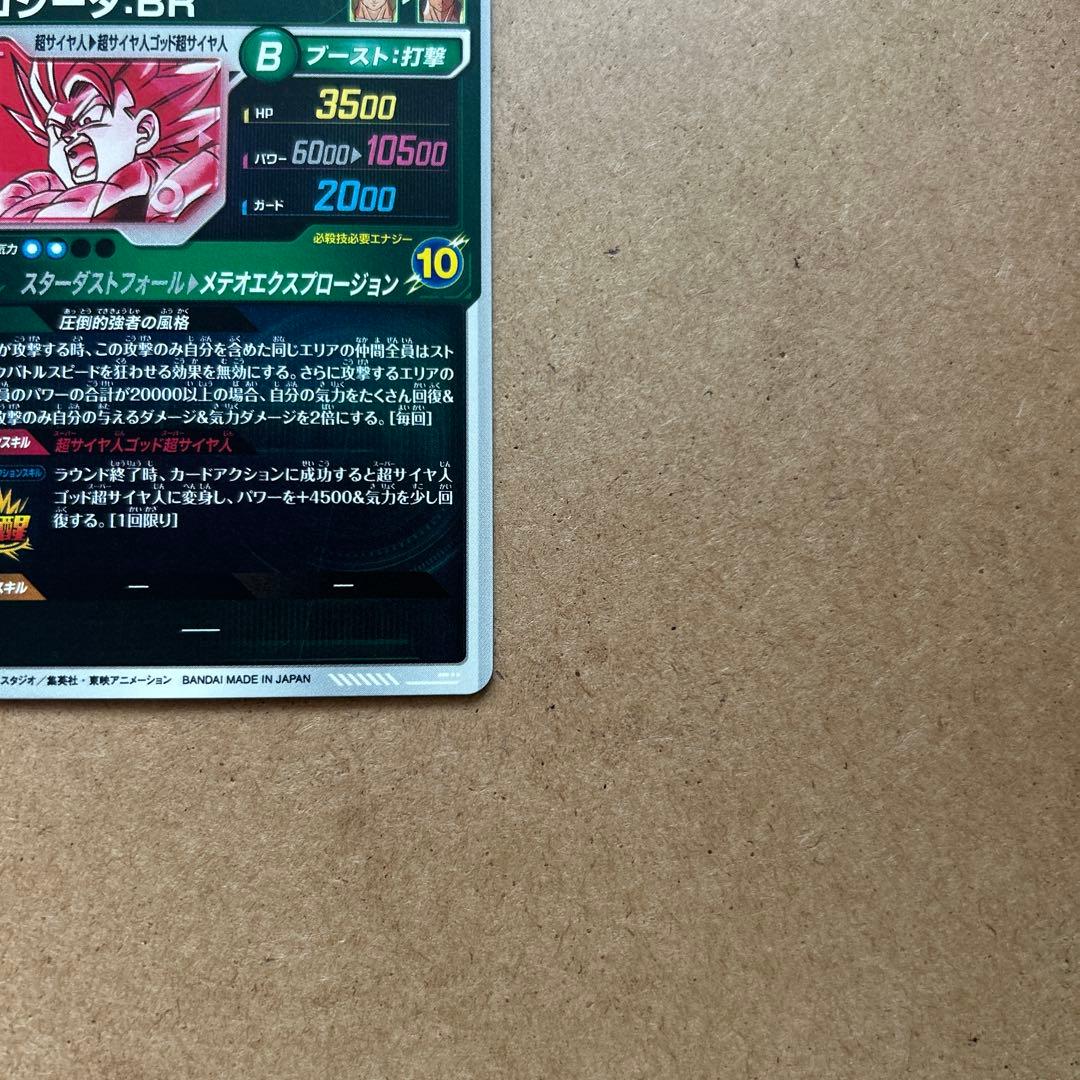 ゴジータ:BR
超サイヤ人▶超サイヤ人ゴッド超サイヤ人
B ブースト:打撃
HP 3500
パワー 6000▶10500
ガード 2000
気力
必殺技必要エナジー
スターダストフォール▶メテオエクスプロージョン 10
圧倒的強者の風格
が攻撃する時、この攻撃のみ自分を含めた同じエリアの仲間全員はスト
クバトルスピードを狂わせる効果を無効にする。さらに攻撃するエリアの
員のパワーの合計が20000以上の場合、自分の気力をたくさん回復&
攻撃のみ自分の与えるダメージ&気力ダメージを2倍にする。[毎回]
スキル 超サイヤ人ゴッド超サイヤ人
クションスキル ラウンド終了時、カードアクションに成功すると超サイヤ人
ゴッド超サイヤ人に変身し、パワーを+4500&気力を少し回
醒 復する。[1回限り]
スキル — —
—
スタジオ/集英社・東映アニメーション BANDAI MADE IN JAPAN